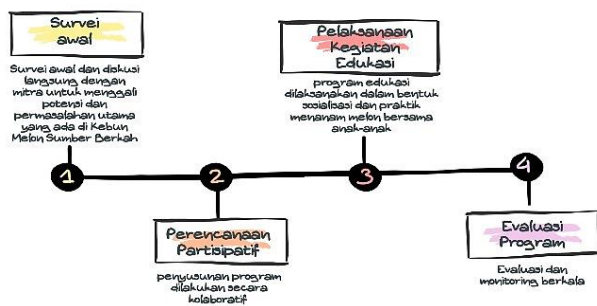 Survei
awal
Survei awal dan diskusi
langsung dengan
mitra untuk menggali
potensi dan
permasalahan utama
yang ada di Kebun
Melon Sumber Berkah
1
2
Perencanaan
Partisipatif
penyusunan program
dilakukan secara
kolaboratif
Pelaksanaan
Kegiatan
Edukasi
program edukasi
dilaksanakan dalam bentuk
sosialisasi dan praktik
menanam melon bersama
anak-anak
3
4
Evaluasi
Program
Evaluasi dan
monitoring berkala